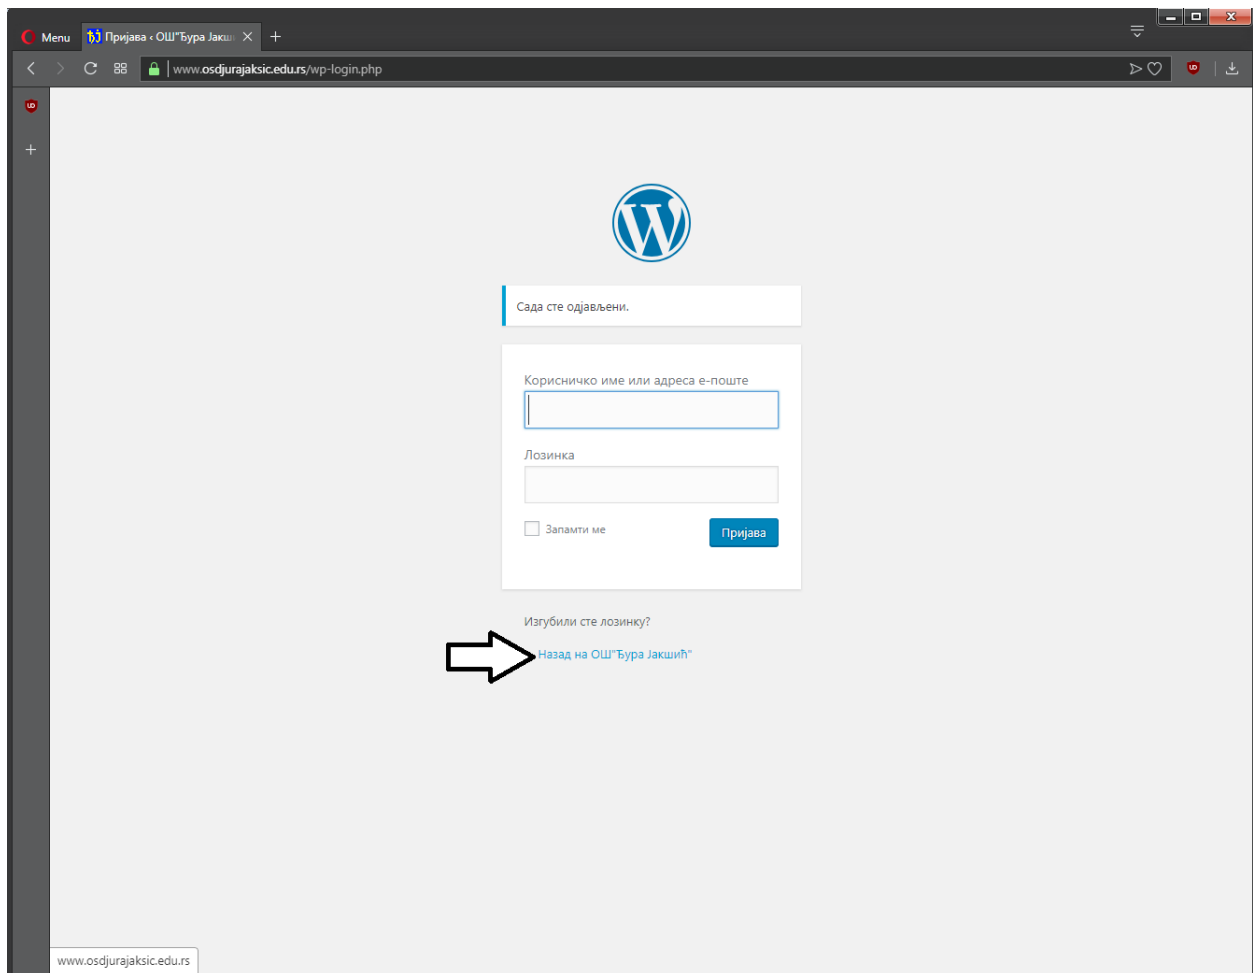 Menu
Пријава ‹ ОШ"Ђура Јакш
www.osdjurajaksic.edu.rs/wp-login.php
Сада сте одјављени.
Корисничко име или адреса е-поште
Лозинка
Запамти ме
Пријава
Изгубили сте лозинку?
Назад на ОШ"Ђура Јакшић"
www.osdjurajaksic.edu.rs